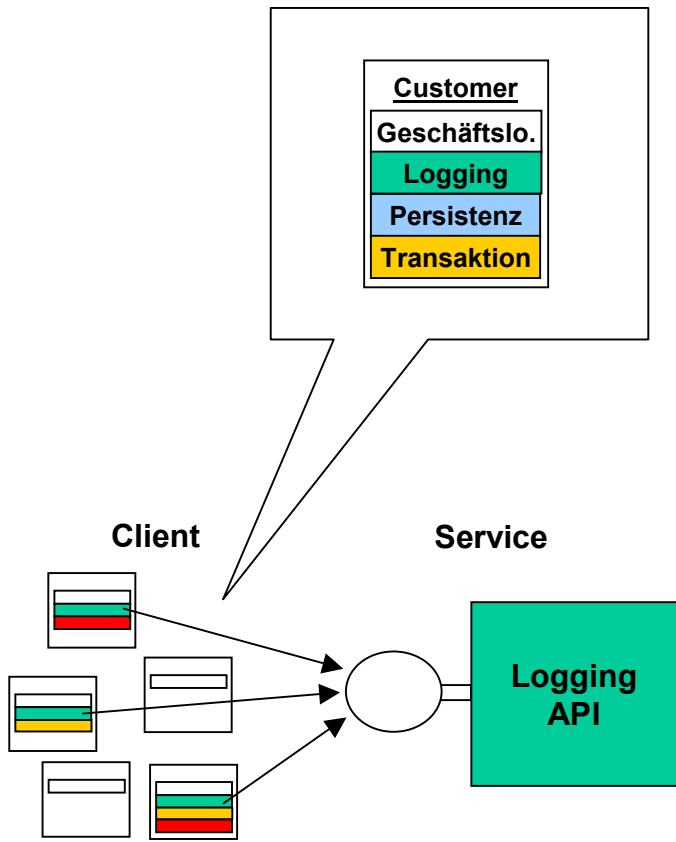 Customer
Geschäftslo.
Logging
Persistenz
Transaktion
Client
Service
Logging
API